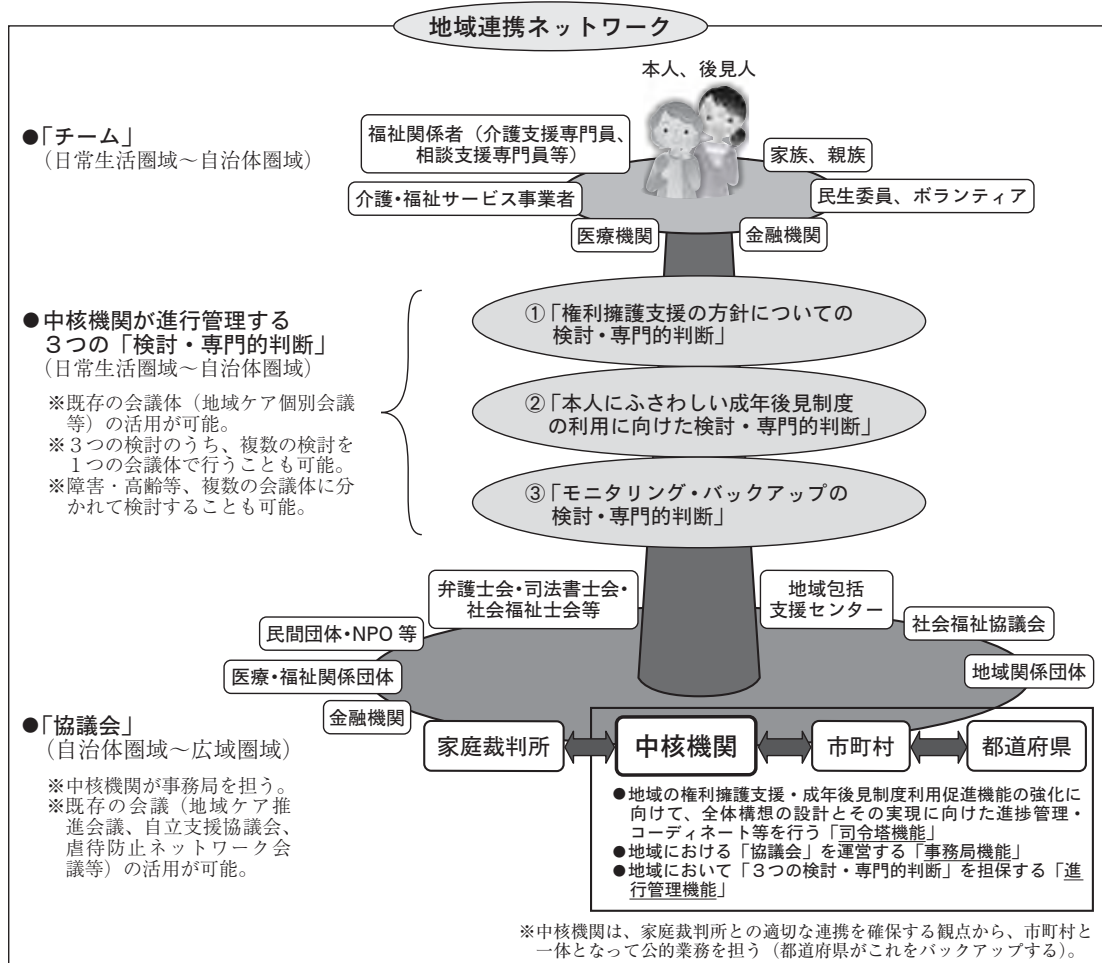 地域連携ネットワーク
本人、後見人
●「チーム」
（日常生活圏域～自治体圏域）
福祉関係者（介護支援専門員、
相談支援専門員等）
家族、親族
介護・福祉サービス事業者
民生委員、ボランティア
医療機関
金融機関
●中核機関が進行管理する
３つの「検討・専門的判断」
（日常生活圏域～自治体圏域）
※既存の会議体（地域ケア個別会議
等）の活用が可能。
※３つの検討のうち、複数の検討を
１つの会議体で行うことも可能。
※障害・高齢等、複数の会議体に分
かれて検討することも可能。
①「権利擁護支援の方針についての
検討・専門的判断」
②「本人にふさわしい成年後見制度
の利用に向けた検討・専門的判断」
③「モニタリング・バックアップの
検討・専門的判断」
弁護士会・司法書士会・
社会福祉士会等
地域包括
支援センター
民間団体・NPO 等
社会福祉協議会
医療・福祉関係団体
地域関係団体
金融機関
●「協議会」
（自治体圏域～広域圏域）
※中核機関が事務局を担う。
※既存の会議（地域ケア推
進会議、自立支援協議会、
虐待防止ネットワーク会
議等）の活用が可能。
家庭裁判所
中核機関
市町村
都道府県
●地域の権利擁護支援・成年後見制度利用促進機能の強化に
向けて、全体構想の設計とその実現に向けた進捗管理・
コーディネート等を行う「司令塔機能」
●地域における「協議会」を運営する「事務局機能」
●地域において「３つの検討・専門的判断」を担保する「進
行管理機能」
※中核機関は、家庭裁判所との適切な連携を確保する観点から、市町村と
一体となって公的業務を担う（都道府県がこれをバックアップする）。